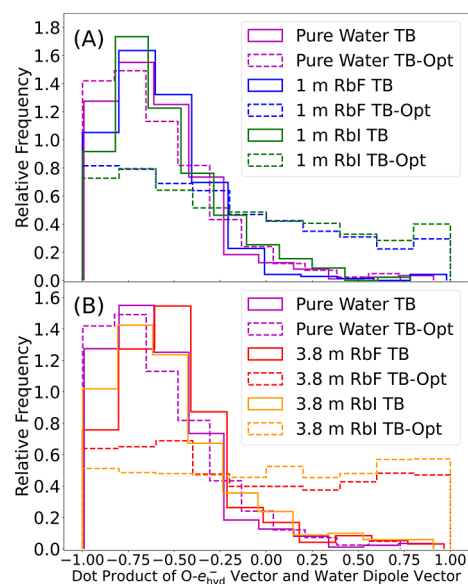 (A)
Pure Water TB
Pure Water TB-Opt
1 m RbF TB
1 m RbF TB-Opt
1 m RbI TB
1 m RbI TB-Opt
Relative Frequency
1.8
1.6
1.4
1.2
1.0
0.8
0.6
0.4
0.2
0.0
(B)
Pure Water TB
Pure Water TB-Opt
3.8 m RbF TB
3.8 m RbF TB-Opt
3.8 m RbI TB
3.8 m RbI TB-Opt
Relative Frequency
1.6
1.4
1.2
1.0
0.8
0.6
0.4
0.2
0.0
−1.00 −0.75 −0.50 −0.25 0.00 0.25 0.50 0.75 1.00
Dot Product of O-e⁻hyd Vector and Water Dipole Vector